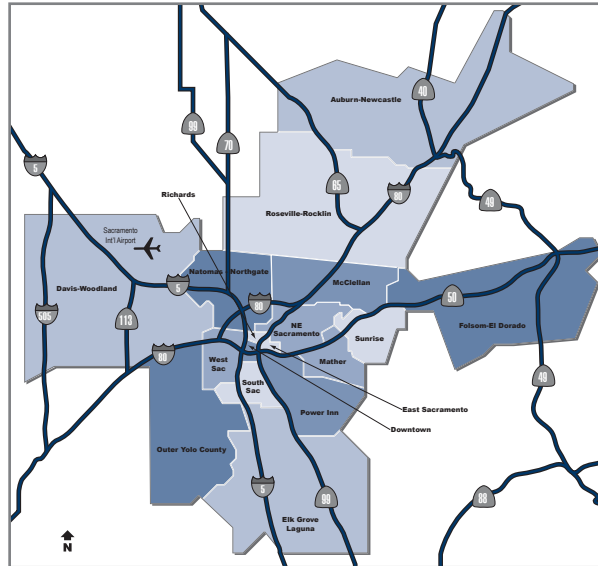 Auburn-Newcastle
40
99
70
5
65
80
Richards
49
Roseville-Rocklin
Sacramento
Int'l Airport
Natomas - Northgate
McClellan
Davis-Woodland
5
80
50
505
113
NE
Sacramento
Sunrise
Folsom-El Dorado
80
West
Sac
Mather
South
Sac
49
East Sacramento
Power Inn
Downtown
Outer Yolo County
5
99
88
Elk Grove
Laguna
N